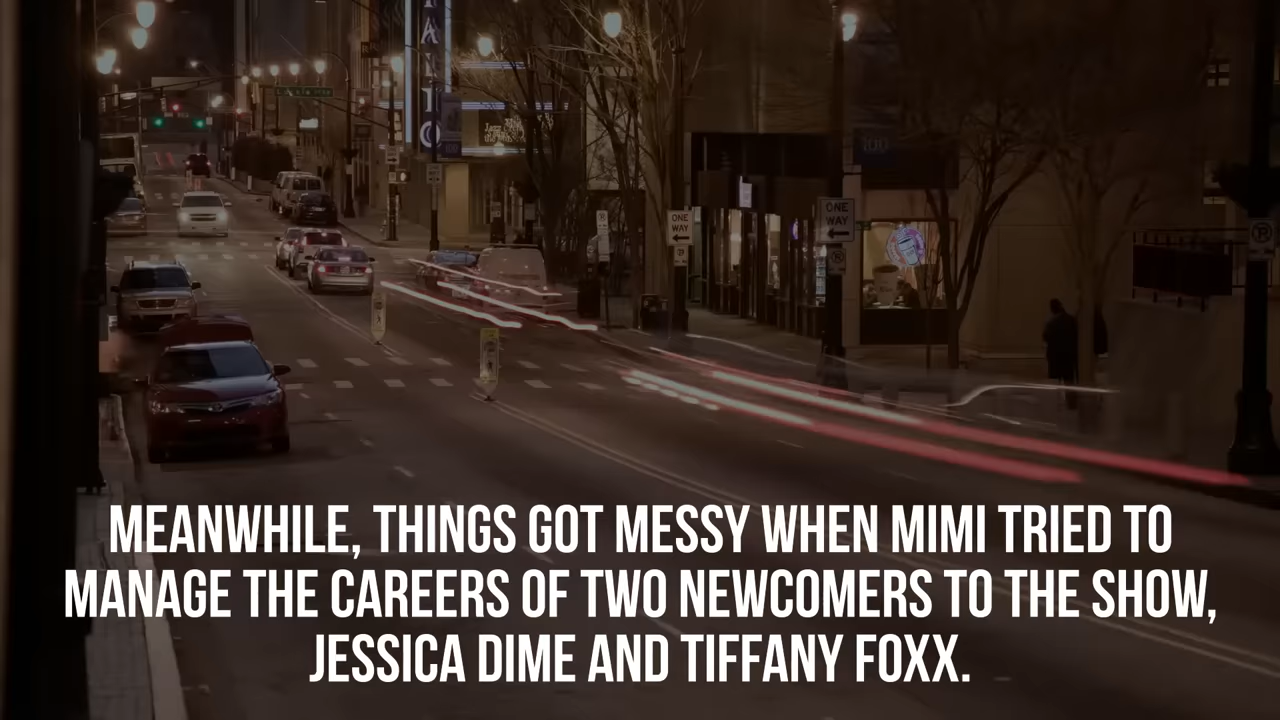 ONE
WAY
ONE
WAY
MEANWHILE, THINGS GOT MESSY WHEN MIMI TRIED TO
MANAGE THE CAREERS OF TWO NEWCOMERS TO THE SHOW,
JESSICA DIME AND TIFFANY FOXX.